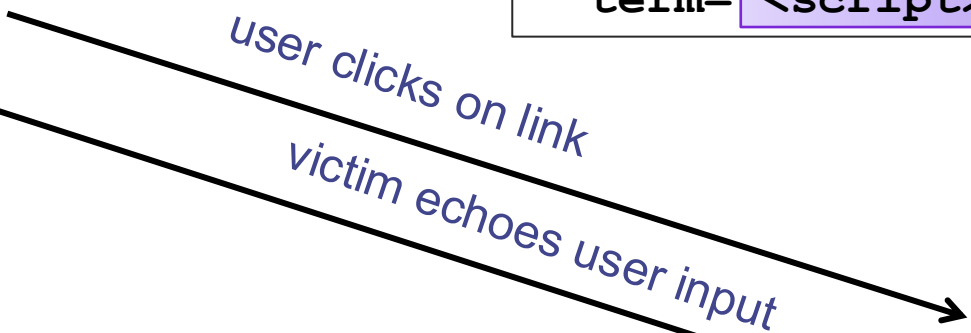 term= <script>
user clicks on link
victim echoes user input